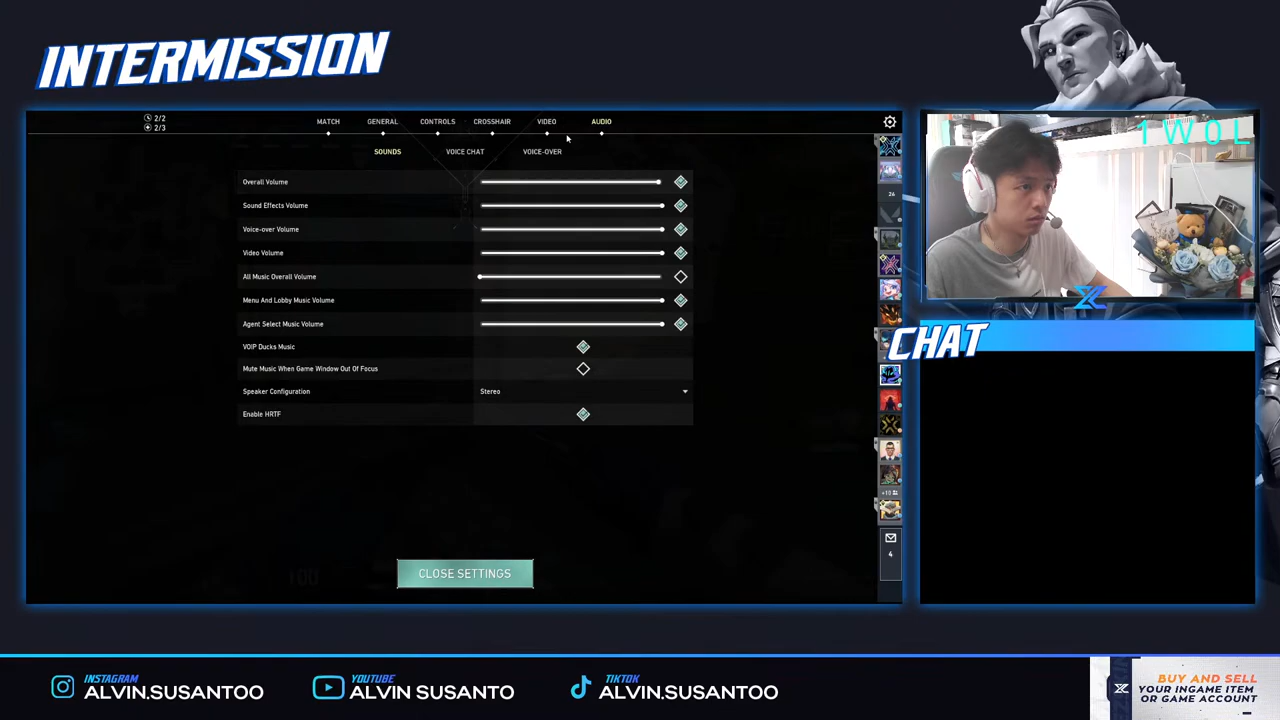 INTERMISSION
2/2
2/3
MATCH
GENERAL
CONTROLS
CROSSHAIR
VIDEO
AUDIO
SOUNDS
VOICE CHAT
VOICE-OVER
Overall Volume
Sound Effects Volume
Voice-over Volume
Video Volume
All Music Overall Volume
Menu And Lobby Music Volume
Agent Select Music Volume
VOIP Ducks Music
Mute Music When Game Window Out Of Focus
Speaker Configuration
Stereo
Enable HRTF
CLOSE SETTINGS
26
+10
4
1WOL
CHAT
INSTAGRAM
ALVIN.SUSANTOO
YOUTUBE
ALVIN SUSANTO
TIKTOK
ALVIN.SUSANTOO
BUY AND SELL
YOUR INGAME ITEM
OR GAME ACCOUNT